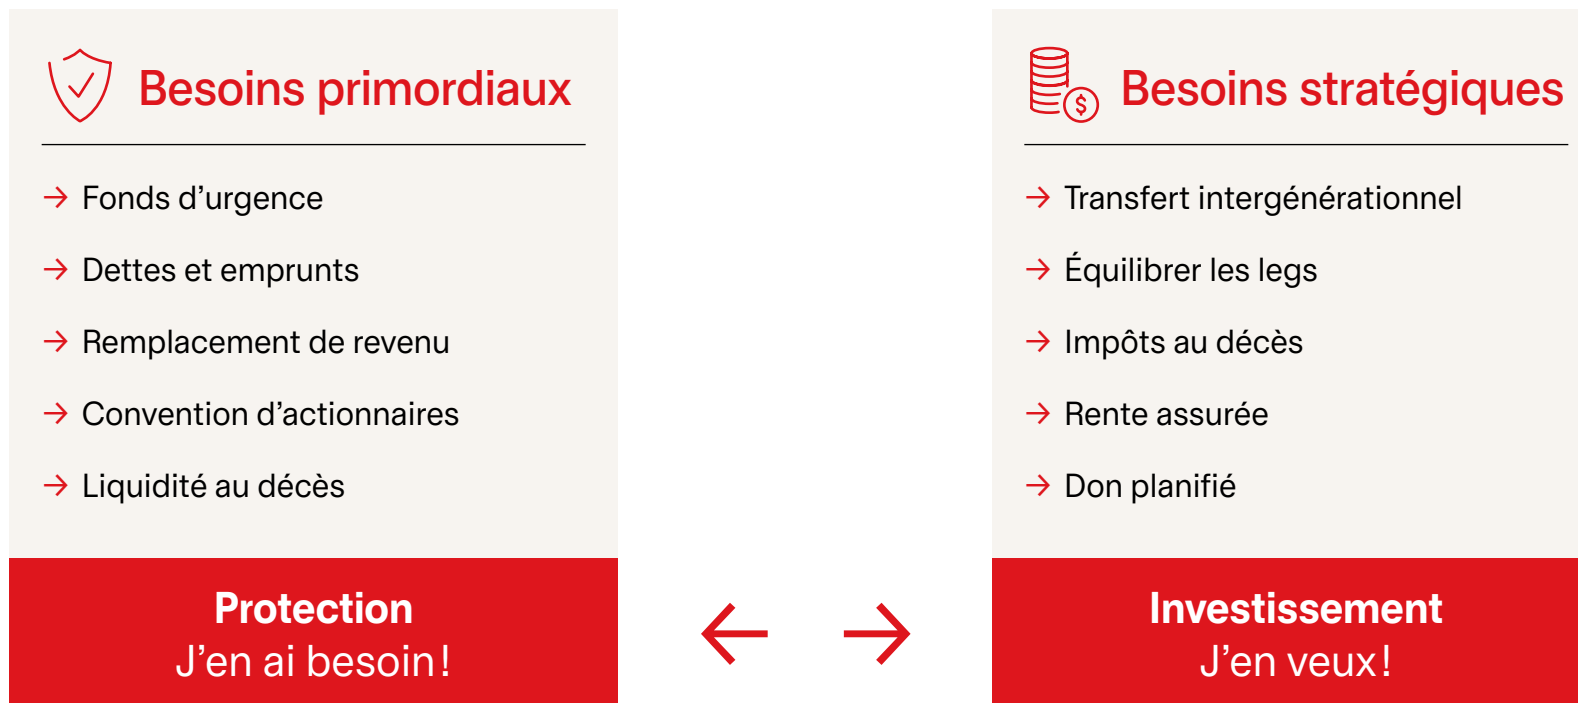 Besoins primordiaux
→ Fonds d’urgence
→ Dettes et emprunts
→ Remplacement de revenu
→ Convention d’actionnaires
→ Liquidité au décès
Protection
J’en ai besoin!
$
Besoins stratégiques
→ Transfert intergénérationnel
→ Équilibrer les legs
→ Impôts au décès
→ Rente assurée
→ Don planifié
Investissement
J’en veux!